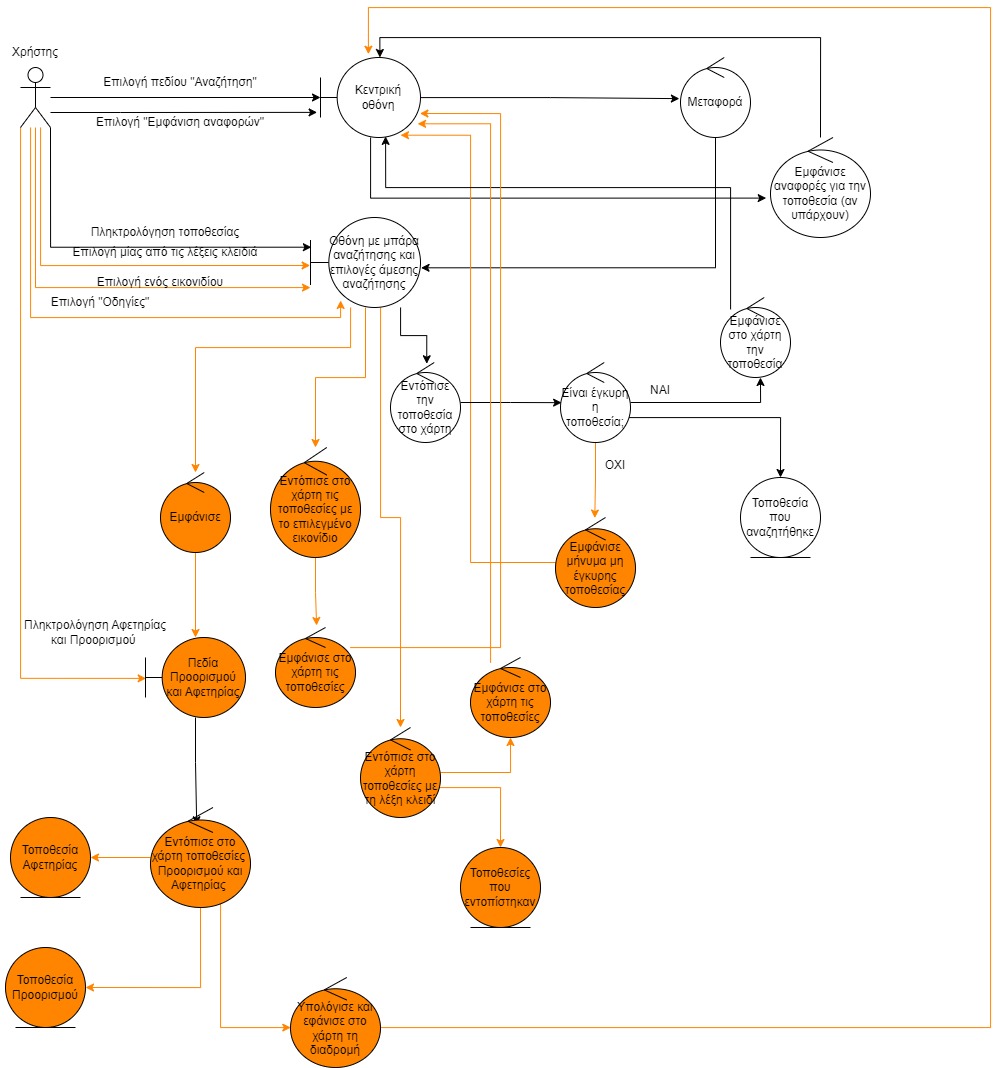 Χρήστης
Επιλογή πεδίου "Αναζήτηση"
Επιλογή "Εμφάνιση αναφορών"
Κεντρική
οθόνη
Μεταφορά
Εμφάνισε
αναφορές για την
τοποθεσία (αν
υπάρχουν)
Πληκτρολόγηση τοποθεσίας
Επιλογή μίας από τις λέξεις κλειδιά
Επιλογή ενός εικονιδίου
Επιλογή "Οδηγίες"
Οθόνη με μπάρα
αναζήτησης και
επιλογές άμεσης
αναζήτησης
Εμφάνισε
στο χάρτη
την
τοποθεσία
Εντόπισε
την
τοποθεσία
στο χάρτη
Είναι έγκυρη
η
τοποθεσία;
ΝΑΙ
ΟΧΙ
Τοποθεσία
που
αναζητήθηκε
Εμφάνισε
Εντόπισε στο
χάρτη τις
τοποθεσίες με
το επιλεγμένο
εικονίδιο
Εμφάνισε
μήνυμα μη
έγκυρης
τοποθεσίας
Πληκτρολόγηση Αφετηρίας
και Προορισμού
Πεδία
Προορισμού
και Αφετηρίας
Εμφάνισε στο
χάρτη τις
τοποθεσίες
Εμφάνισε στο
χάρτη τις
τοποθεσίες
Εντόπισε στο
χάρτη
τοποθεσίες με
τη λέξη κλειδί
Τοποθεσία
Αφετηρίας
Εντόπισε στο
χάρτη τοποθεσίες
Προορισμού και
Αφετηρίας
Τοποθεσίες
που
εντοπίστηκαν
Τοποθεσία
Προορισμού
Υπολόγισε και
εφάνισε στο
χάρτη τη
διαδρομή